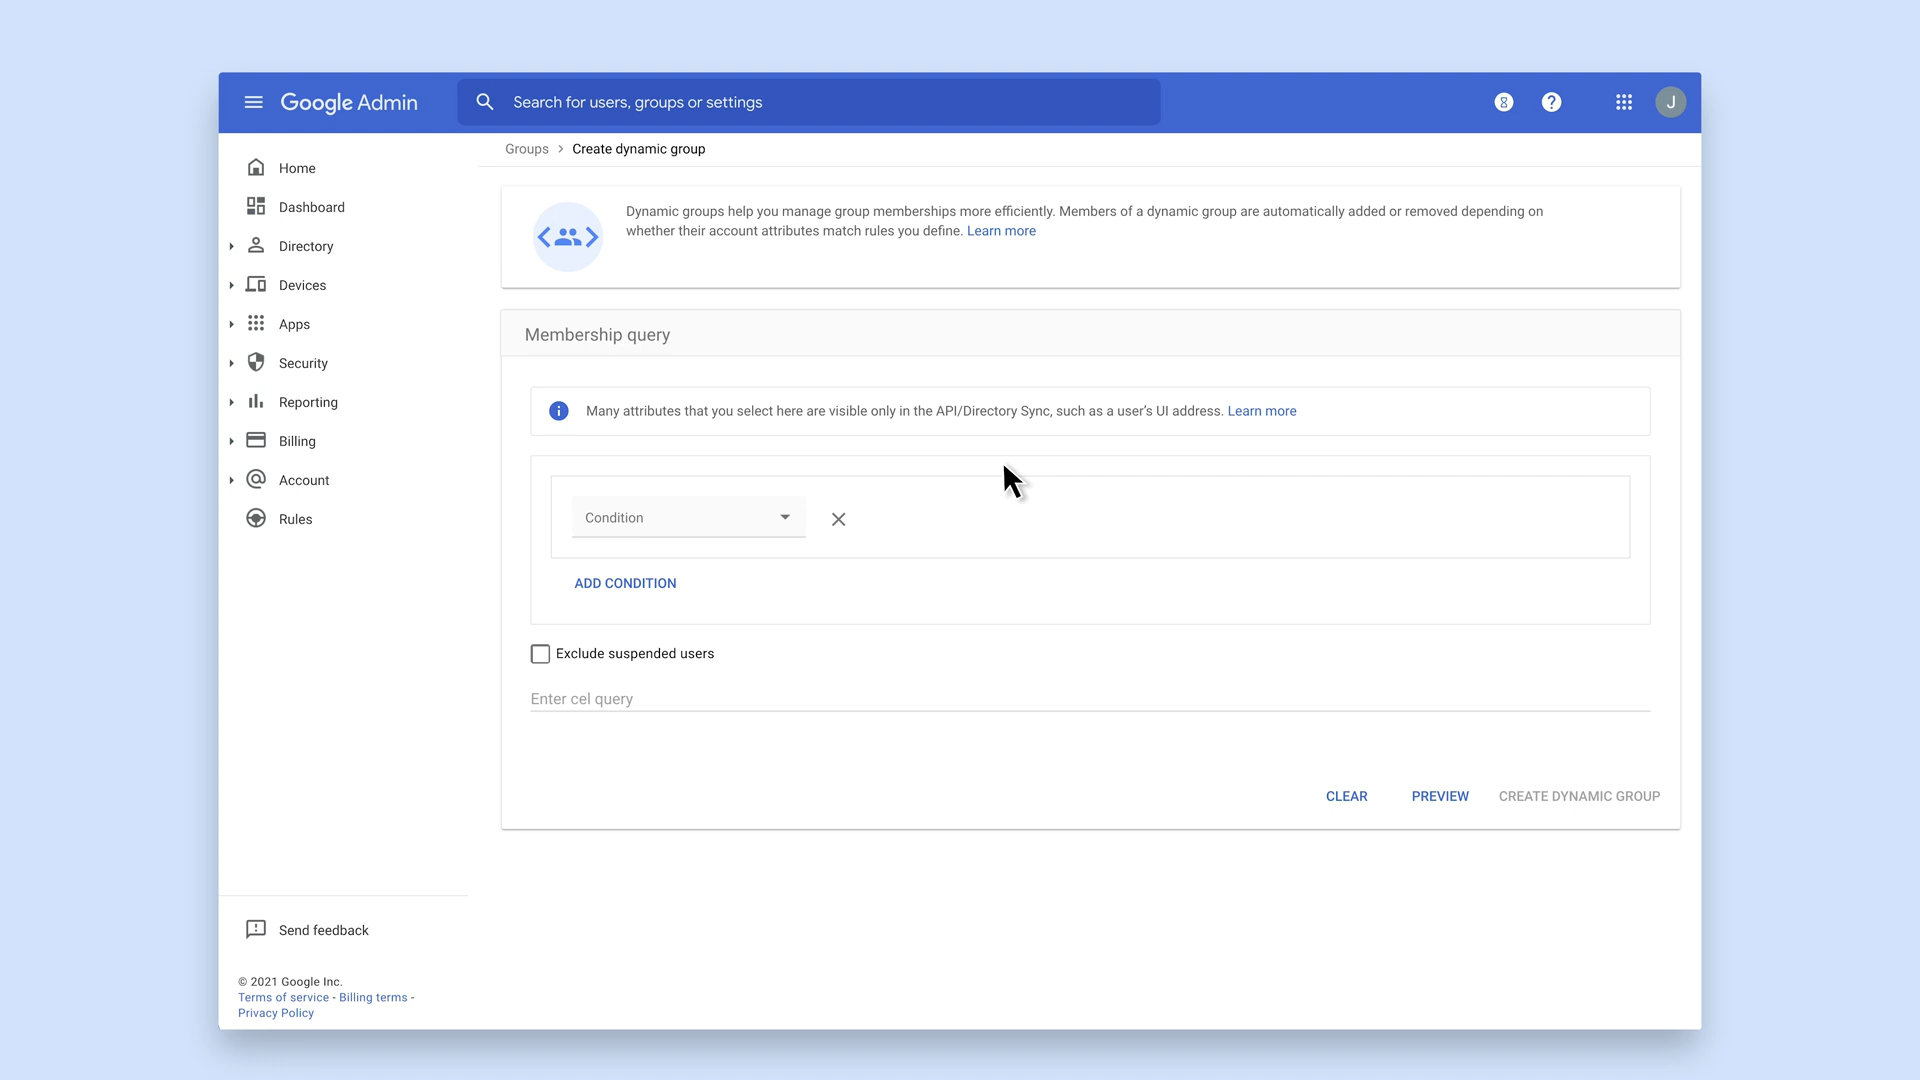 Google Admin
Search for users, groups or settings
J
Home
Dashboard
Directory
Devices
Apps
Security
Reporting
Billing
Account
Rules
Groups > Create dynamic group
Dynamic groups help you manage group memberships more efficiently. Members of a dynamic group are automatically added or removed depending on
whether their account attributes match rules you define. Learn more
Membership query
Many attributes that you select here are visible only in the API/Directory Sync, such as a user’s UI address. Learn more
Condition
ADD CONDITION
Exclude suspended users
Enter cel query
CLEAR PREVIEW CREATE DYNAMIC GROUP
Send feedback
© 2021 Google Inc.
Terms of service - Billing terms -
Privacy Policy